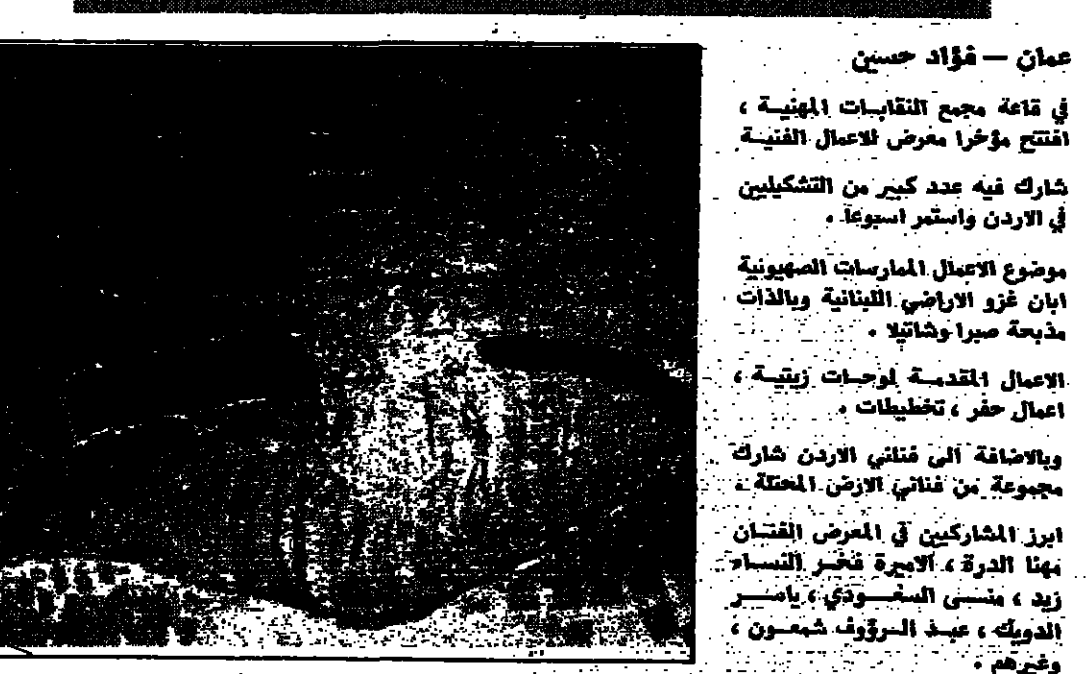 عمان — فؤاد حسين
في قاعة مجمع النقابات المهنية ،
افتتح مؤخرا معرض للاعمال الفنية
شارك فيه عدد كبير من التشكيليين
في الاردن واستمر اسبوعا .
موضوع الاعمال الممارسات الصهيونية
ابان غزو الاراضي اللبنانية وبالذات
مذبحة صبرا وشاتيلا .
الاعمال المقدمة لوحات زيتية ،
اعمال حفر ، تخطيطات .
وبالاضافة الى فناني الاردن شارك
مجموعة من فناني الارض المحتلة .
ابرز المشاركين في المعرض الفنان
مهنا الدرة ، الاميرة فخر النساء
زيد ، منسى السعودي ، ياسر
الدويك ، عبد الرؤوف شمعون ،
وغيرهم .